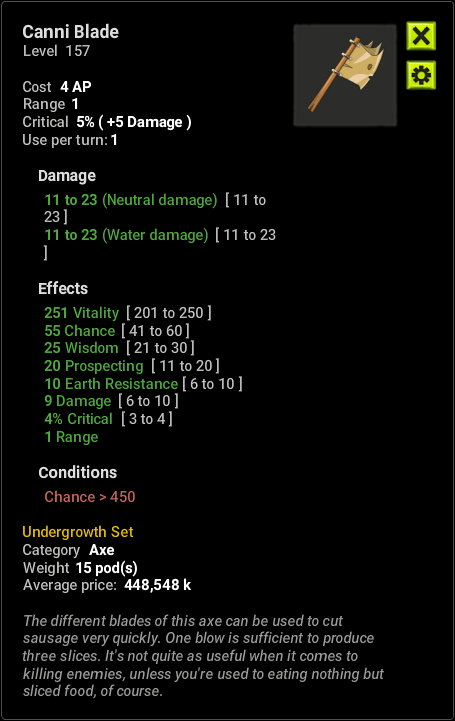 Canni Blade
Level 157
Cost 4 AP
Range 1
Critical 5% ( +5 Damage )
Use per turn: 1
Damage
11 to 23 (Neutral damage) [ 11 to
23 ]
11 to 23 (Water damage) [ 11 to 23
]
Effects
251 Vitality [ 201 to 250 ]
55 Chance [ 41 to 60 ]
25 Wisdom [ 21 to 30 ]
20 Prospecting [ 11 to 20 ]
10 Earth Resistance [ 6 to 10 ]
9 Damage [ 6 to 10 ]
4% Critical [ 3 to 4 ]
1 Range
Conditions
Chance > 450
Undergrowth Set
Category Axe
Weight 15 pod(s)
Average price: 448,548 k
The different blades of this axe can be used to cut
sausage very quickly. One blow is sufficient to produce
three slices. It's not quite as useful when it comes to
killing enemies, unless you're used to eating nothing but
sliced food, of course.